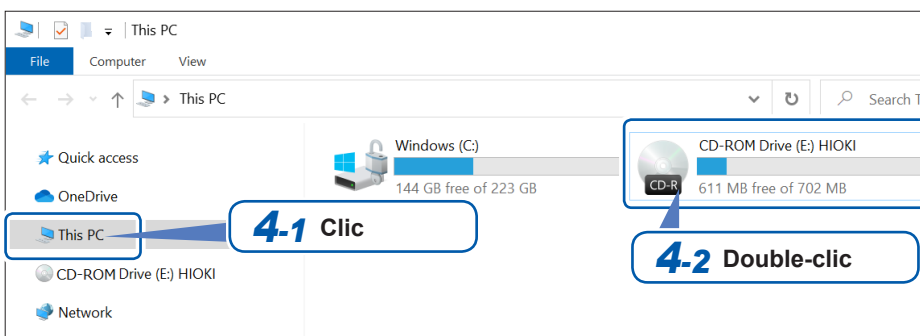 This PC
File Computer View
This PC
Search T
Quick access
OneDrive
This PC
CD-ROM Drive (E:) HIOKI
Network
Windows (C:)
144 GB free of 223 GB
CD-ROM Drive (E:) HIOKI
CD-R
611 MB free of 702 MB
4-1 Clic
4-2 Double-clic